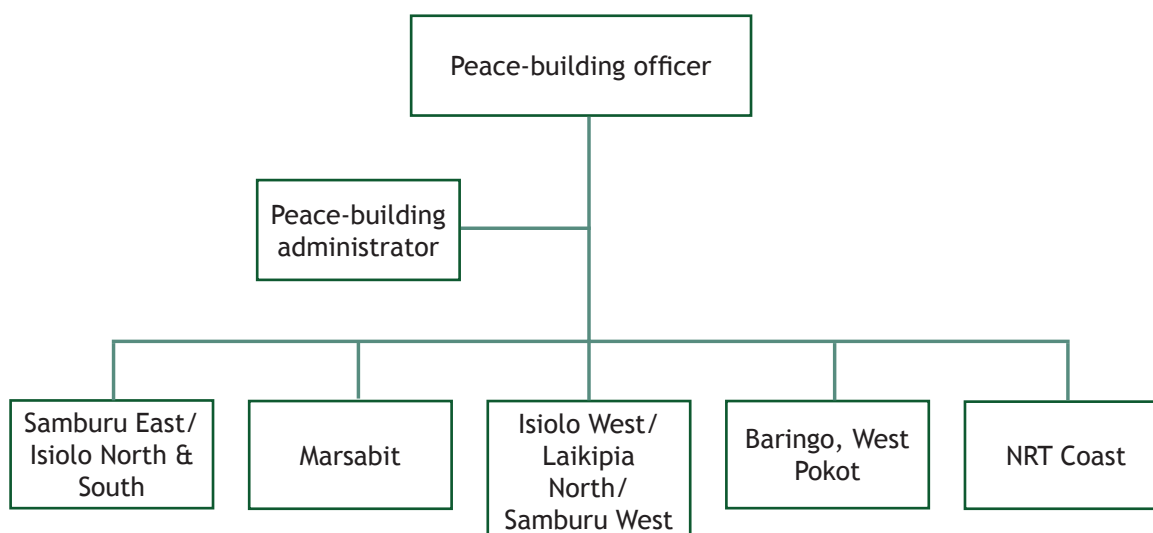 Peace-building officer
Peace-building
administrator
Samburu East/
Isiolo North &
South
Marsabit
Isiolo West/
Laikipia
North/
Samburu West
Baringo, West
Pokot
NRT Coast